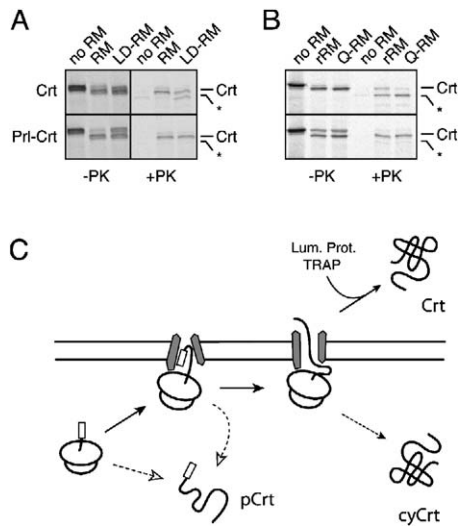 A
no RM
RM
LD-RM
no RM
RM
LD-RM
Crt
Crt
*
Prl-Crt
Crt
*
-PK
+PK
B
no RM
rRM
Q-RM
no RM
rRM
Q-RM
Crt
*
Crt
*
-PK
+PK
C
Lum. Prot.
TRAP
Crt
pCrt
cyCrt